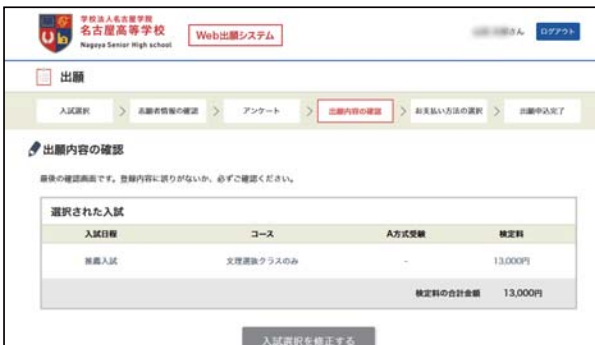 学校法人名古屋学院
名古屋高等学校
Nagoya Senior High school
Web出願システム
さん
ログアウト
出願
入試選択 > 志願者情報の確認 > アンケート > 出願内容の確認 > お支払い方法の選択 > 出願申込完了
出願内容の確認
最後の確認画面です。登録内容に誤りがないか、必ずご確認ください。
選択された入試
入試日程 コース A方式受験 検定料
推薦入試 文理選抜クラスのみ - 13,000円
検定料の合計金額 13,000円
入試選択を修正する